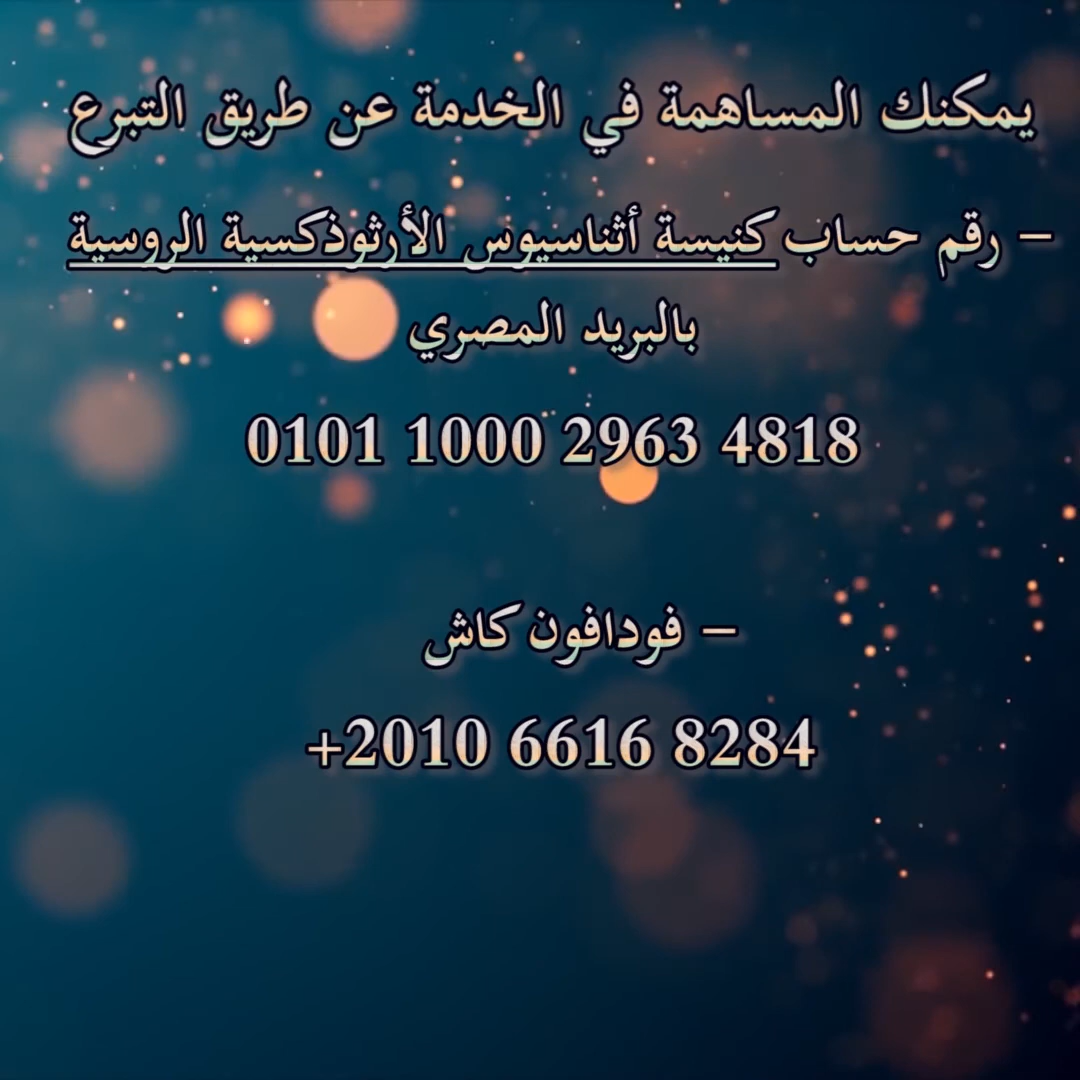 يمكنك المساهمة في الخدمة عن طريق التبرع
– رقم حساب كنيسة أثناسيوس الأرثوذكسية الروسية
بالبريد المصري
0101 1000 2963 4818
– فودافون كاش
+2010 6616 8284